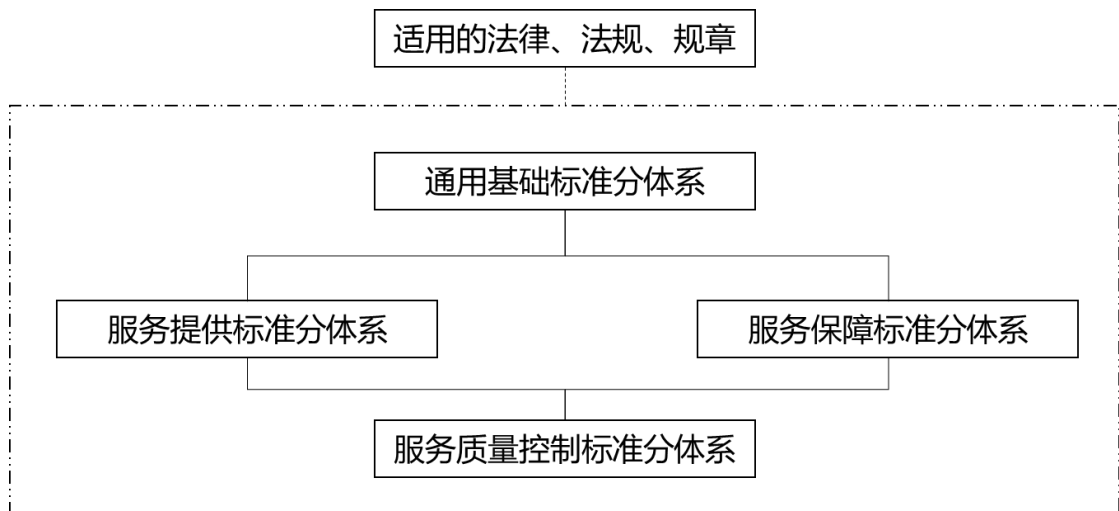 适用的法律、法规、规章
通用基础标准分体系
服务提供标准分体系
服务保障标准分体系
服务质量控制标准分体系